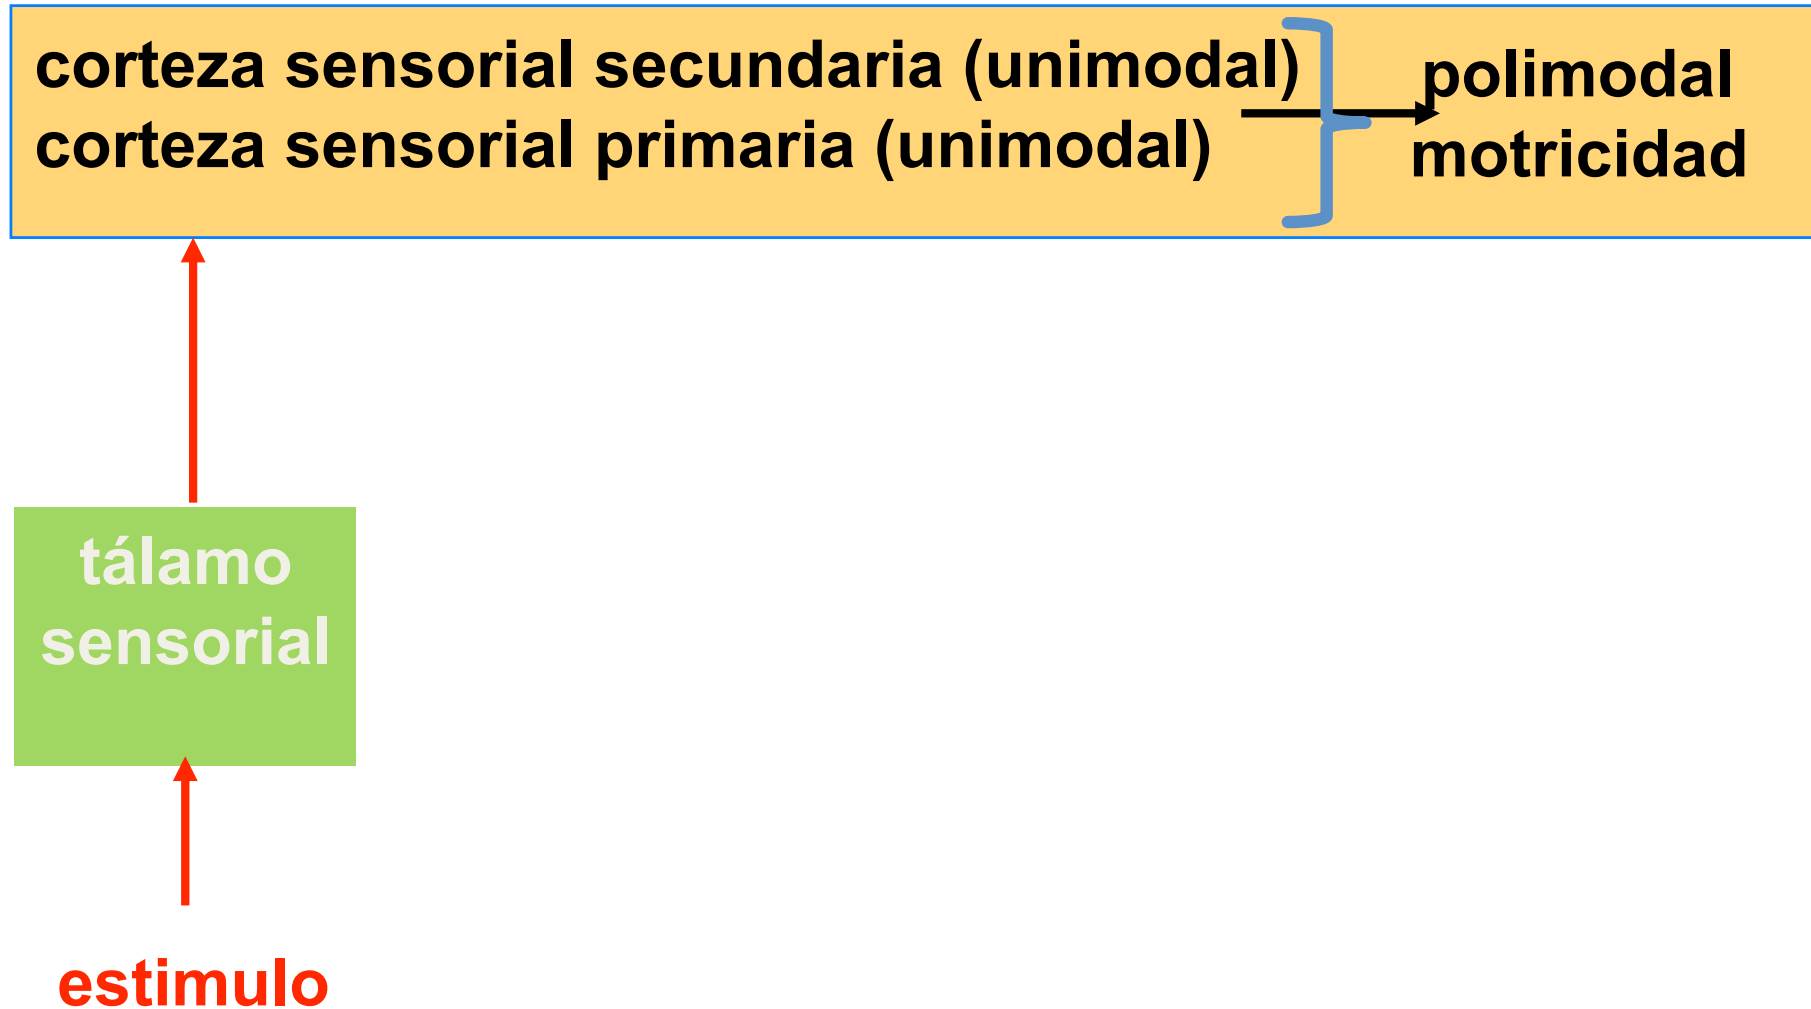 corteza sensorial secundaria (unimodal)
corteza sensorial primaria (unimodal)
polimodal
motricidad
tálamo
sensorial
estimulo